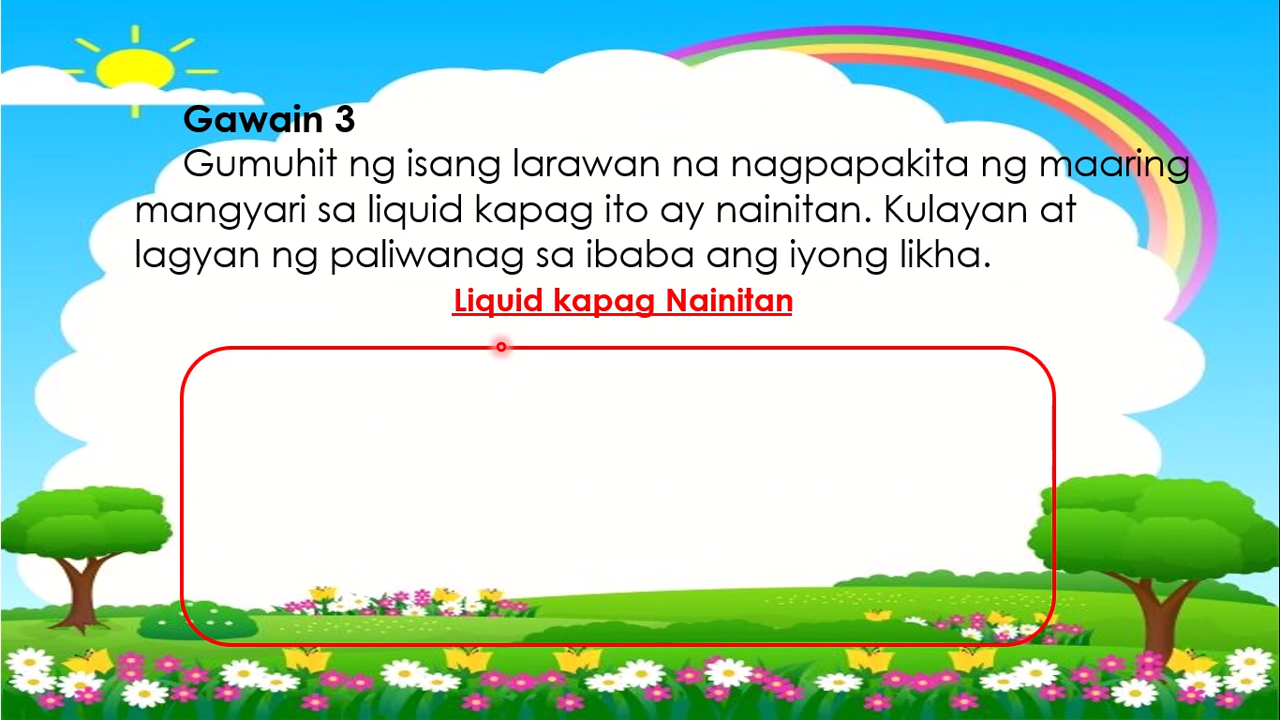 Gawain 3
Gumuhit ng isang larawan na nagpapakita ng maaring
mangyari sa liquid kapag ito ay nainitan. Kulayan at
lagyan ng paliwanag sa ibaba ang iyong likha.
Liquid kapag Nainitan